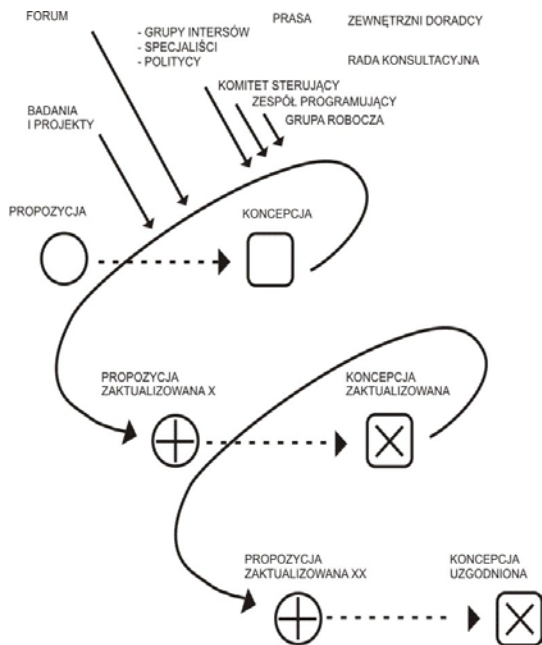 FORUM
- GRUPY INTERSÓW
- SPECJALIŚCI
- POLITYCY
PRASA
ZEWNĘTRZNI DORADCY
RADA KONSULTACYJNA
KOMITET STERUJĄCY
ZESPÓŁ PROGRAMUJĄCY
GRUPA ROBOCZA
BADANIA
I PROJEKTY
PROPOZYCJA
KONCEPCJA
PROPOZYCJA
ZAKTUALIZOWANA X
KONCEPCJA
ZAKTUALIZOWANA
PROPOZYCJA
ZAKTUALIZOWANA XX
KONCEPCJA
UZGODNIONA